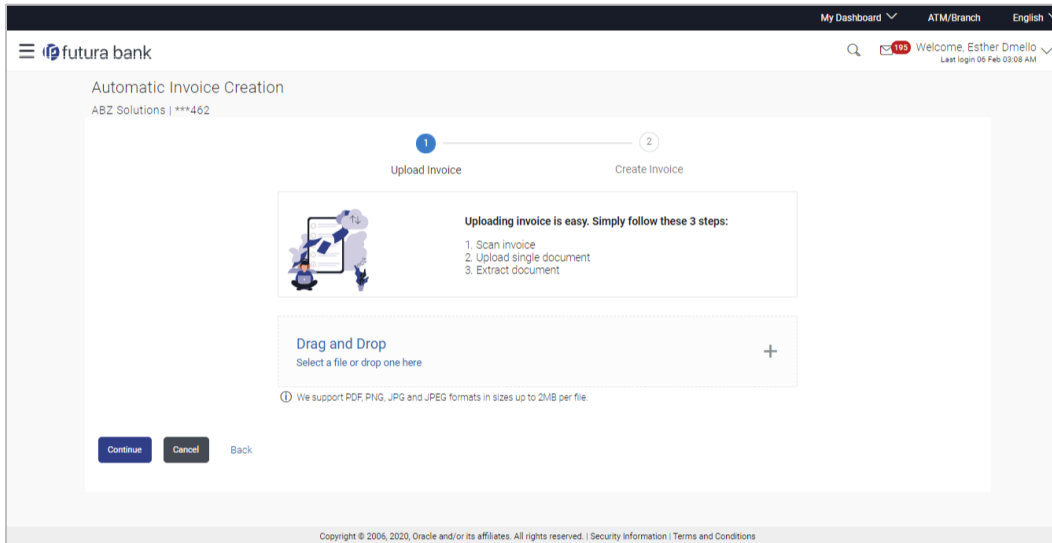 My Dashboard ATM/Branch English
futura bank 195 Welcome, Esther Dmello
Last login 06 Feb 03:08 AM
Automatic Invoice Creation
ABZ Solutions | ***462
1 2
Upload Invoice Create Invoice
Uploading invoice is easy. Simply follow these 3 steps:
1. Scan invoice
2. Upload single document
3. Extract document
Drag and Drop
Select a file or drop one here
We support PDF, PNG, JPG and JPEG formats in sizes up to 2MB per file.
Continue Cancel Back
Copyright © 2006, 2020, Oracle and/or its affiliates. All rights reserved. | Security Information | Terms and Conditions